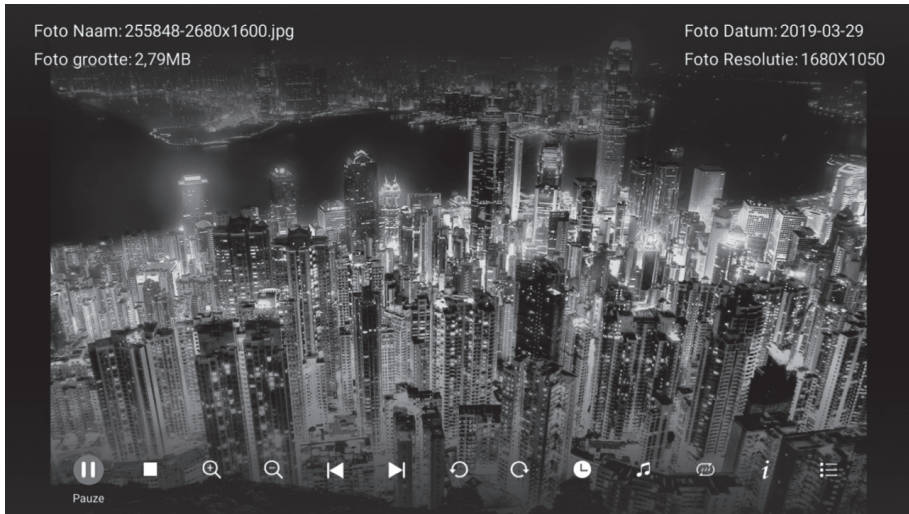 Foto Naam: 255848-2680x1600.jpg
Foto grootte: 2,79MB
Foto Datum: 2019-03-29
Foto Resolutie: 1680X1050
Pauze